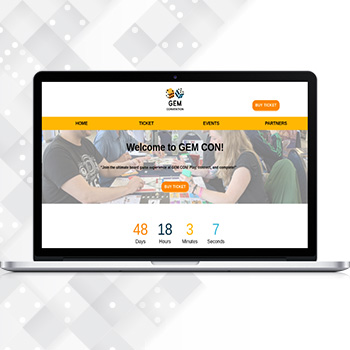 GEM
CONVENTION
BUY TICKET
HOME TICKET EVENTS PARTNERS
Welcome to GEM CON!
"Join the ultimate board game experience at GEM CON! Play, connect, and compete!"
BUY TICKET
48 18 3 7
Days Hours Minutes Seconds